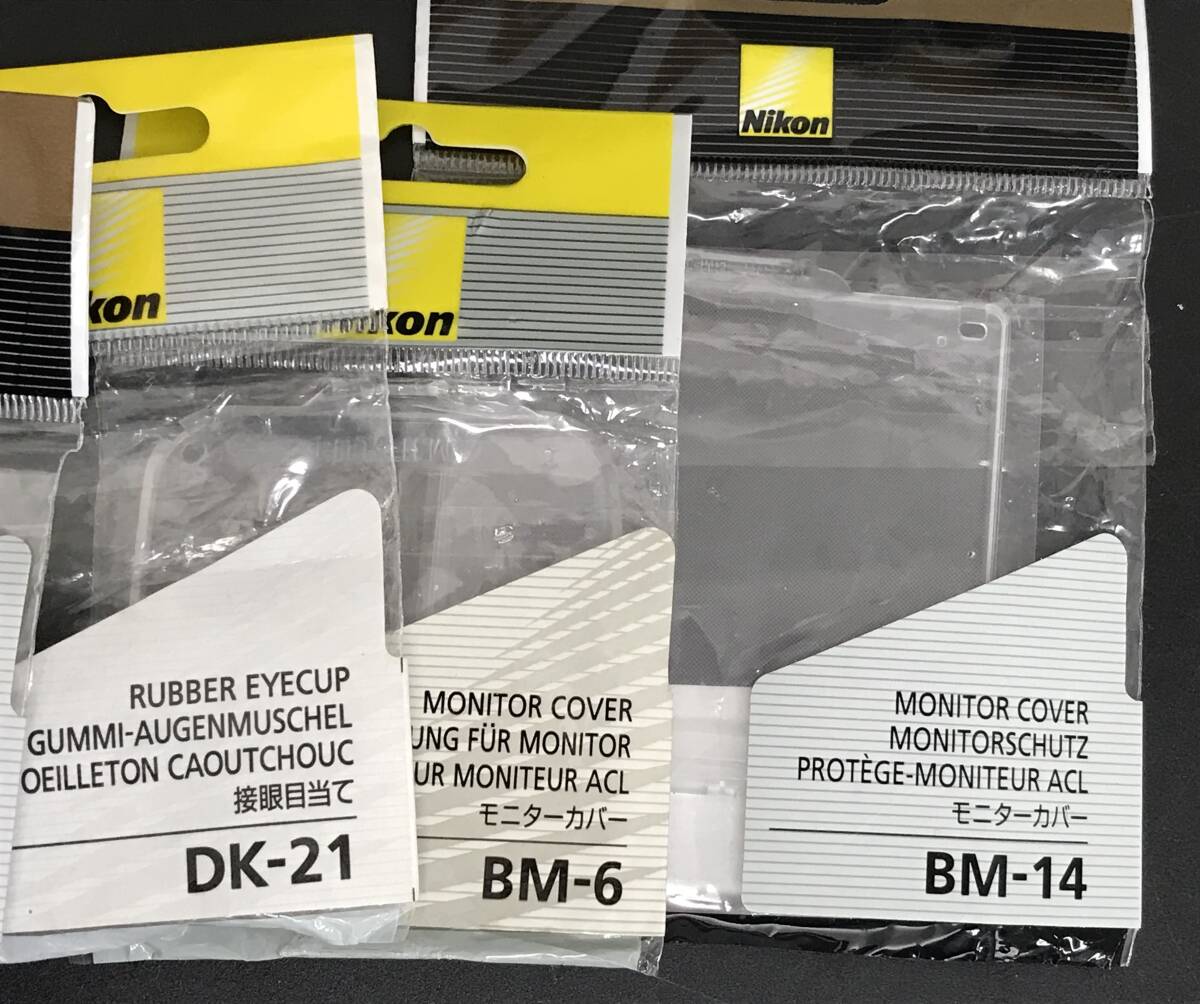 Nikon
kon
kon
RUBBER EYECUP
GUMMI-AUGENMUSCHEL
OEILLETON CAOUTCHOUC
接眼目当て
DK-21
MONITOR COVER
UNG FÜR MONITOR
UR MONITEUR ACL
モニターカバー
BM-6
MONITOR COVER
MONITORSCHUTZ
PROTÈGE-MONITEUR ACL
モニターカバー
BM-14